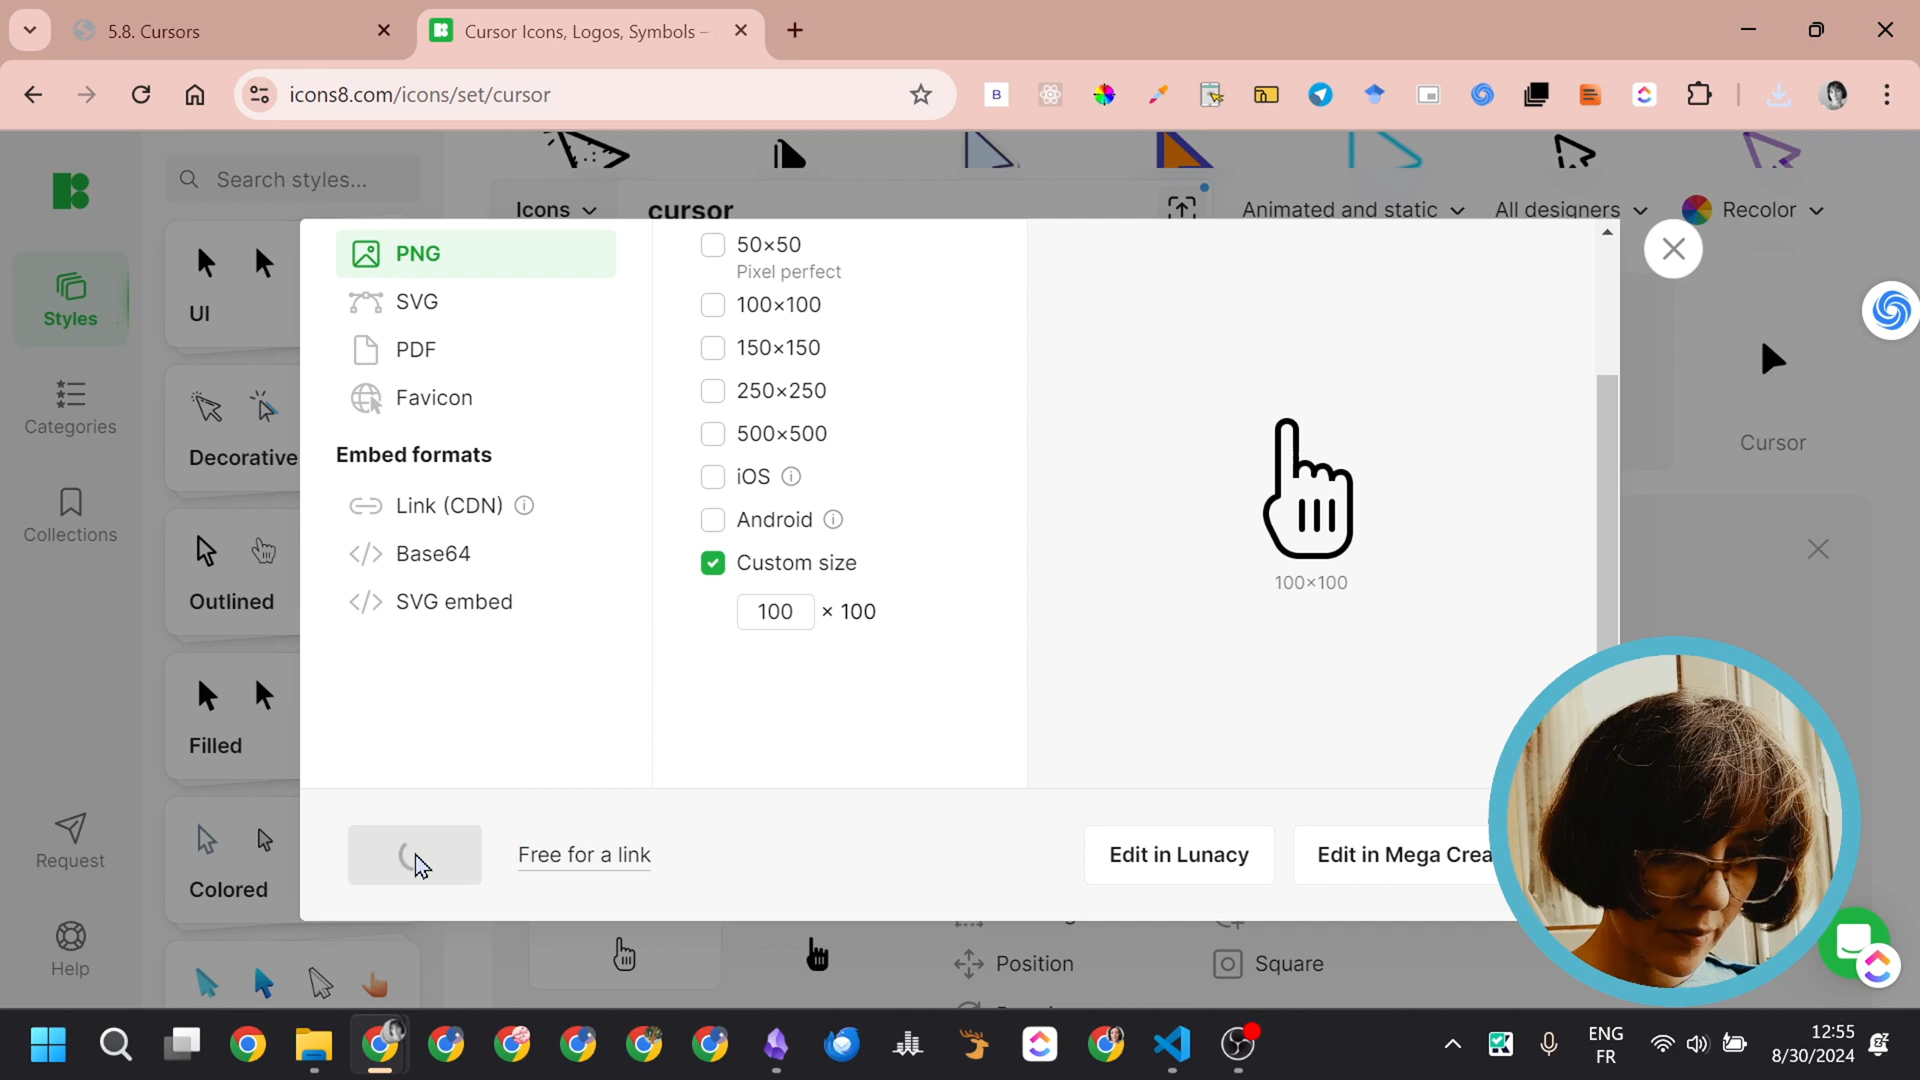 5.8. Cursors
Cursor Icons, Logos, Symbols –
icons8.com/icons/set/cursor
B
Search styles...
Icons
cursor
Animated and static
All designers
Recolor
UI
Styles
Categories
Collections
Decorative
Outlined
Filled
Request
Colored
Help
PNG
SVG
PDF
Favicon
Embed formats
Link (CDN)
Base64
SVG embed
50×50
Pixel perfect
100×100
150×150
250×250
500×500
iOS
Android
Custom size
100 × 100
100×100
Cursor
Free for a link
Edit in Lunacy
Edit in Mega Crea
Position
Square
ENG
FR
12:55
8/30/2024